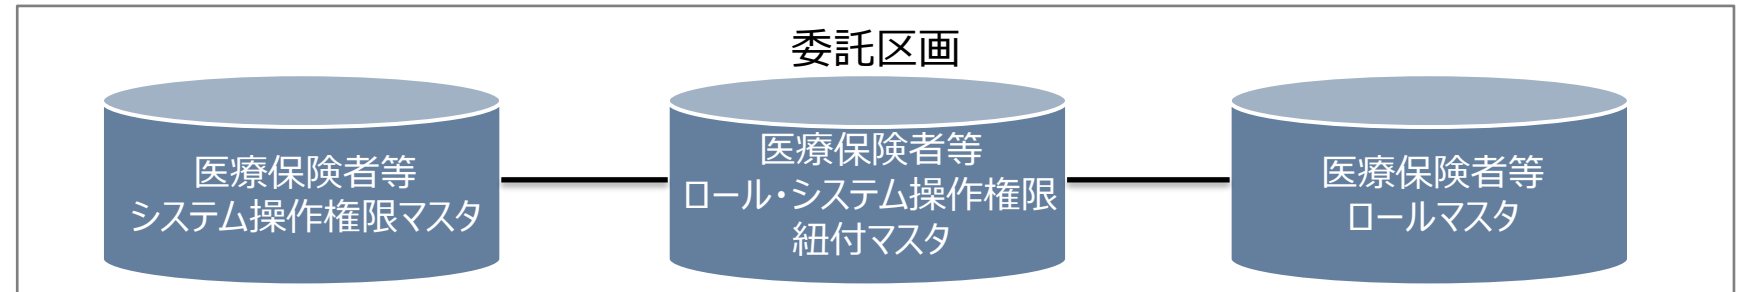 委託区画
医療保険者等
システム操作権限マスタ
医療保険者等
ロール・システム操作権限
紐付マスタ
医療保険者等
ロールマスタ